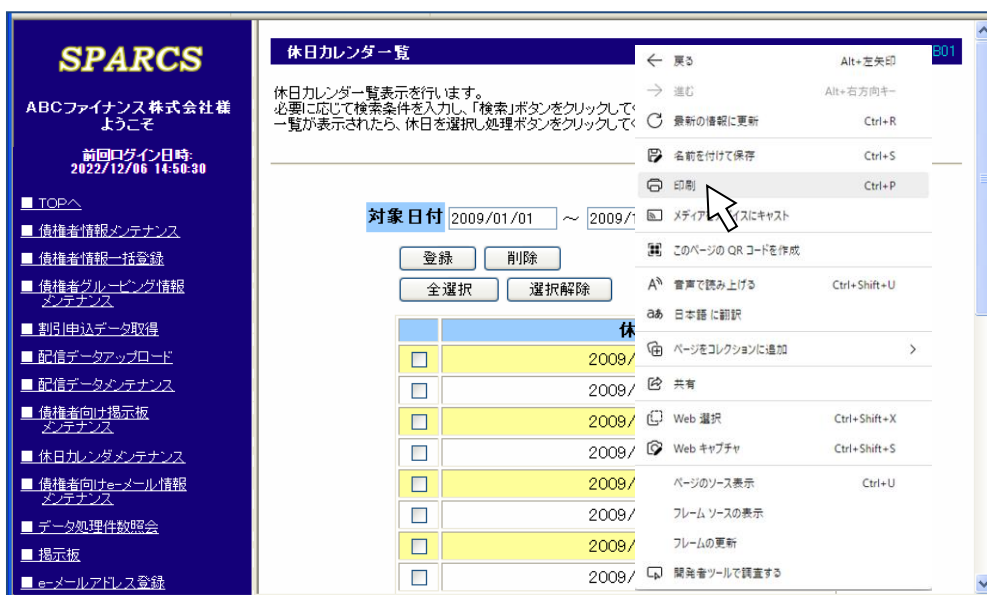 SPARCS
ABCファイナンス株式会社様
ようこそ
前回ログイン日時:
2022/12/06 14:50:30
■ TOPへ
■ 債権者情報メンテナンス
■ 債権者情報一括登録
■ 債権者グルーピング情報
メンテナンス
■ 割引申込データ取得
■ 配信データアップロード
■ 配信データメンテナンス
■ 債権者向け掲示板
メンテナンス
■ 休日カレンダメンテナンス
■ 債権者向けe-メール情報
メンテナンス
■ データ処理件数照会
■ 掲示板
■ e-メールアドレス登録
休日カレンダー覧
B01
休日カレンダ一覧表示を行います。
必要に応じて検索条件を入力し、「検索」ボタンをクリックして
一覧が表示されたら、休日を選択し処理ボタンをクリックして
対象日付 2009/01/01 ～ 2009/
登録 削除
全選択 選択解除
休
2009/
2009/
2009/
2009/
2009/
2009/
2009/
2009/
戻る Alt+左矢印
進む Alt+右方向キー
最新の情報に更新 Ctrl+R
名前を付けて保存 Ctrl+S
印刷 Ctrl+P
メディアをデバイスにキャスト
このページの QR コードを作成
音声で読み上げる Ctrl+Shift+U
日本語 に翻訳
ページをコレクションに追加
共有
Web 選択 Ctrl+Shift+X
Web キャプチャ Ctrl+Shift+S
ページのソース表示 Ctrl+U
フレーム ソースの表示
フレームの更新
開発者ツールで調査する